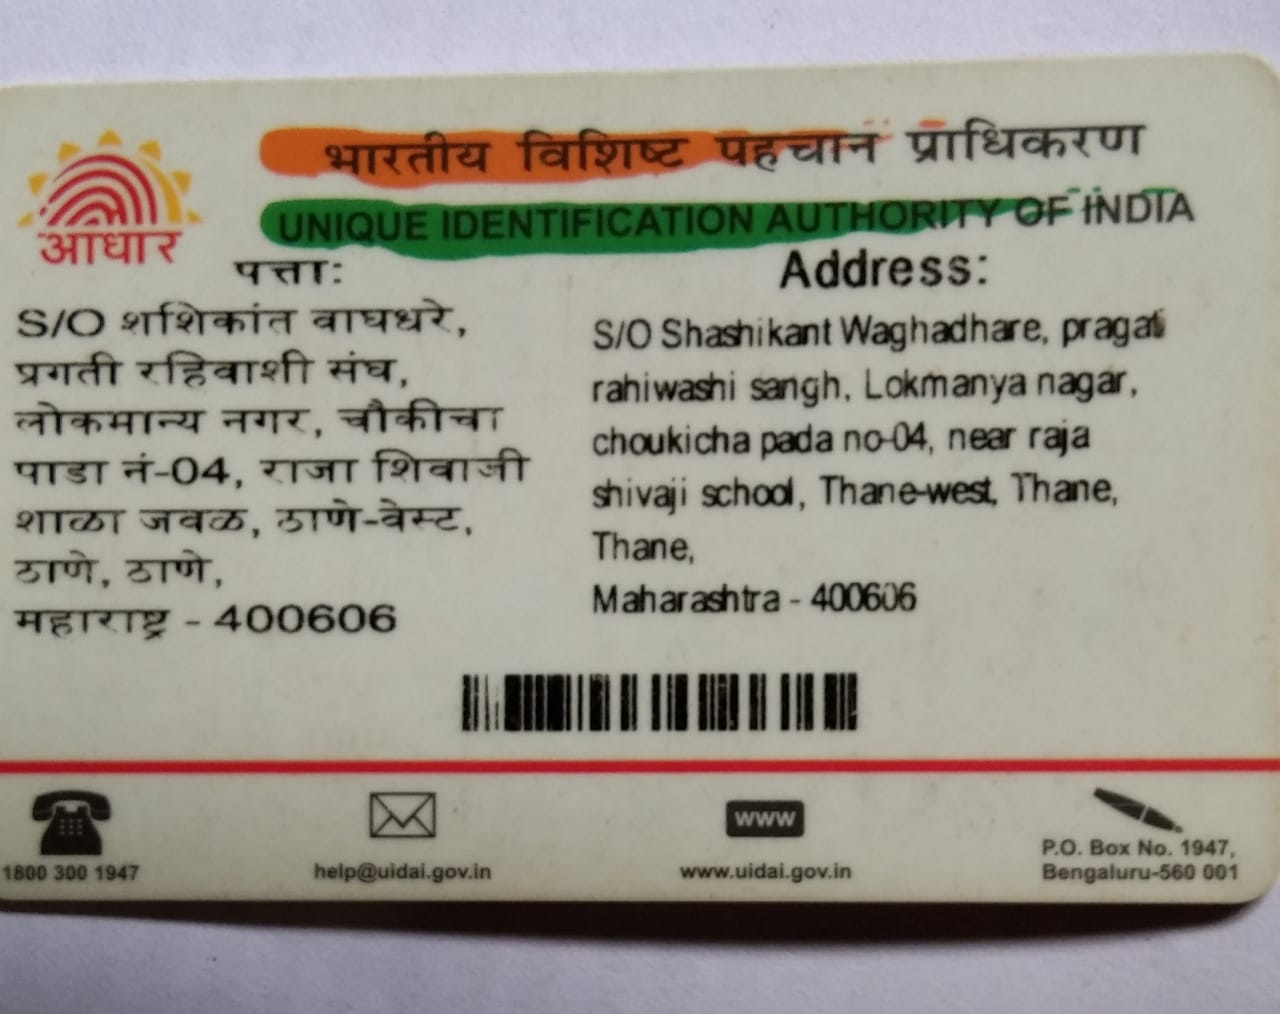 भारतीय विशिष्ट पहचान प्राधिकरण
UNIQUE IDENTIFICATION AUTHORITY OF INDIA
आधार
पत्ता:
S/O शशिकांत वाघधरे,
प्रगती रहिवाशी संघ,
लोकमान्य नगर, चौकीचा
पाडा नं-04, राजा शिवाजी
शाळा जवळ, ठाणे-वेस्ट,
ठाणे, ठाणे,
महाराष्ट्र - 400606
Address:
S/O Shashikant Waghadhare, pragati
rahiwashi sangh, Lokmanya nagar,
choukicha pada no-04, near raja
shivaji school, Thane-west, Thane,
Thane,
Maharashtra - 400606
1800 300 1947
help@uidai.gov.in
www
www.uidai.gov.in
P.O. Box No. 1947,
Bengaluru-560 001